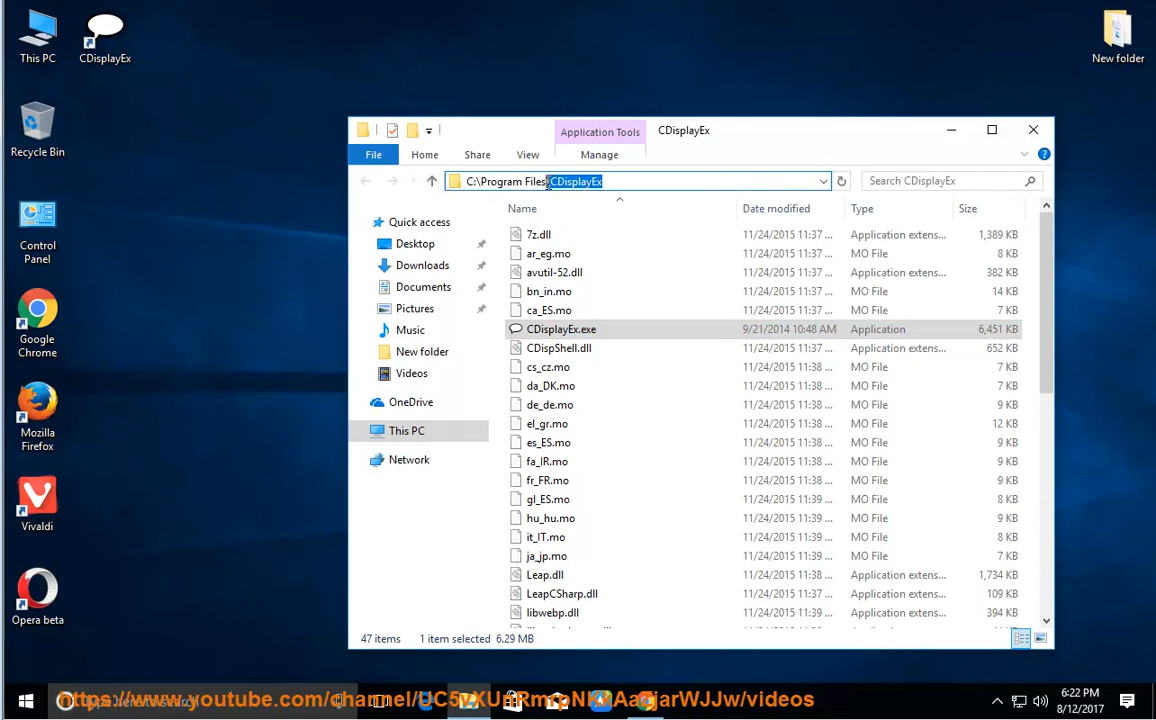 This PC
CDisplayEx
New folder
Recycle Bin
Control Panel
Google Chrome
Mozilla Firefox
Vivaldi
Opera beta
Application Tools
CDisplayEx
File
Home
Share
View
Manage
C:\Program Files\CDisplayEx
Search CDisplayEx
Quick access
Desktop
Downloads
Documents
Pictures
Music
New folder
Videos
OneDrive
This PC
Network
Name Date modified Type Size
7z.dll 11/24/2015 11:37 ... Application extens... 1,389 KB
ar_eg.mo 11/24/2015 11:37 ... MO File 8 KB
avutil-52.dll 11/24/2015 11:37 ... Application extens... 382 KB
bn_in.mo 11/24/2015 11:37 ... MO File 14 KB
ca_ES.mo 11/24/2015 11:37 ... MO File 8 KB
CDisplayEx.exe 9/21/2014 10:48 AM Application 6,451 KB
CDispShell.dll 11/24/2015 11:37 ... Application extens... 652 KB
cs_cz.mo 11/24/2015 11:38 ... MO File 7 KB
da_DK.mo 11/24/2015 11:38 ... MO File 7 KB
de_de.mo 11/24/2015 11:38 ... MO File 9 KB
el_gr.mo 11/24/2015 11:38 ... MO File 12 KB
es_ES.mo 11/24/2015 11:38 ... MO File 9 KB
fa_IR.mo 11/24/2015 11:38 ... MO File 9 KB
fr_FR.mo 11/24/2015 11:38 ... MO File 9 KB
gl_ES.mo 11/24/2015 11:39 ... MO File 8 KB
hu_hu.mo 11/24/2015 11:39 ... MO File 9 KB
it_IT.mo 11/24/2015 11:39 ... MO File 8 KB
ja_jp.mo 11/24/2015 11:39 ... MO File 7 KB
Leap.dll 11/24/2015 11:38 ... Application extens... 1,734 KB
LeapCSharp.dll 11/24/2015 11:37 ... Application extens... 109 KB
libwebp.dll 11/24/2015 11:39 ... Application extens... 394 KB
47 items 1 item selected 6.29 MB
6:22 PM
8/12/2017